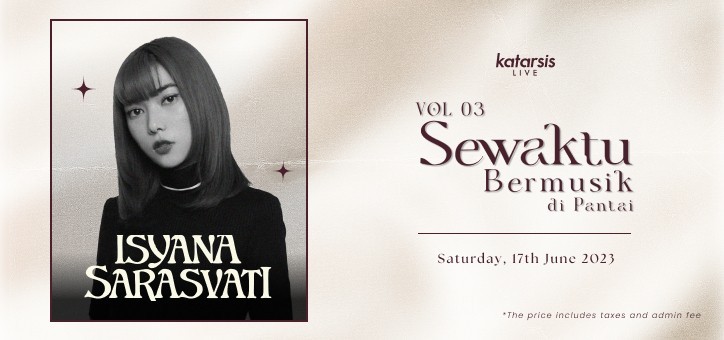 ISYANA
SARASVATI
katarsis
LIVE
VOL 03
Sewaktu
Bermusik
di Pantai
Saturday, 17th June 2023
*The price includes taxes and admin fee